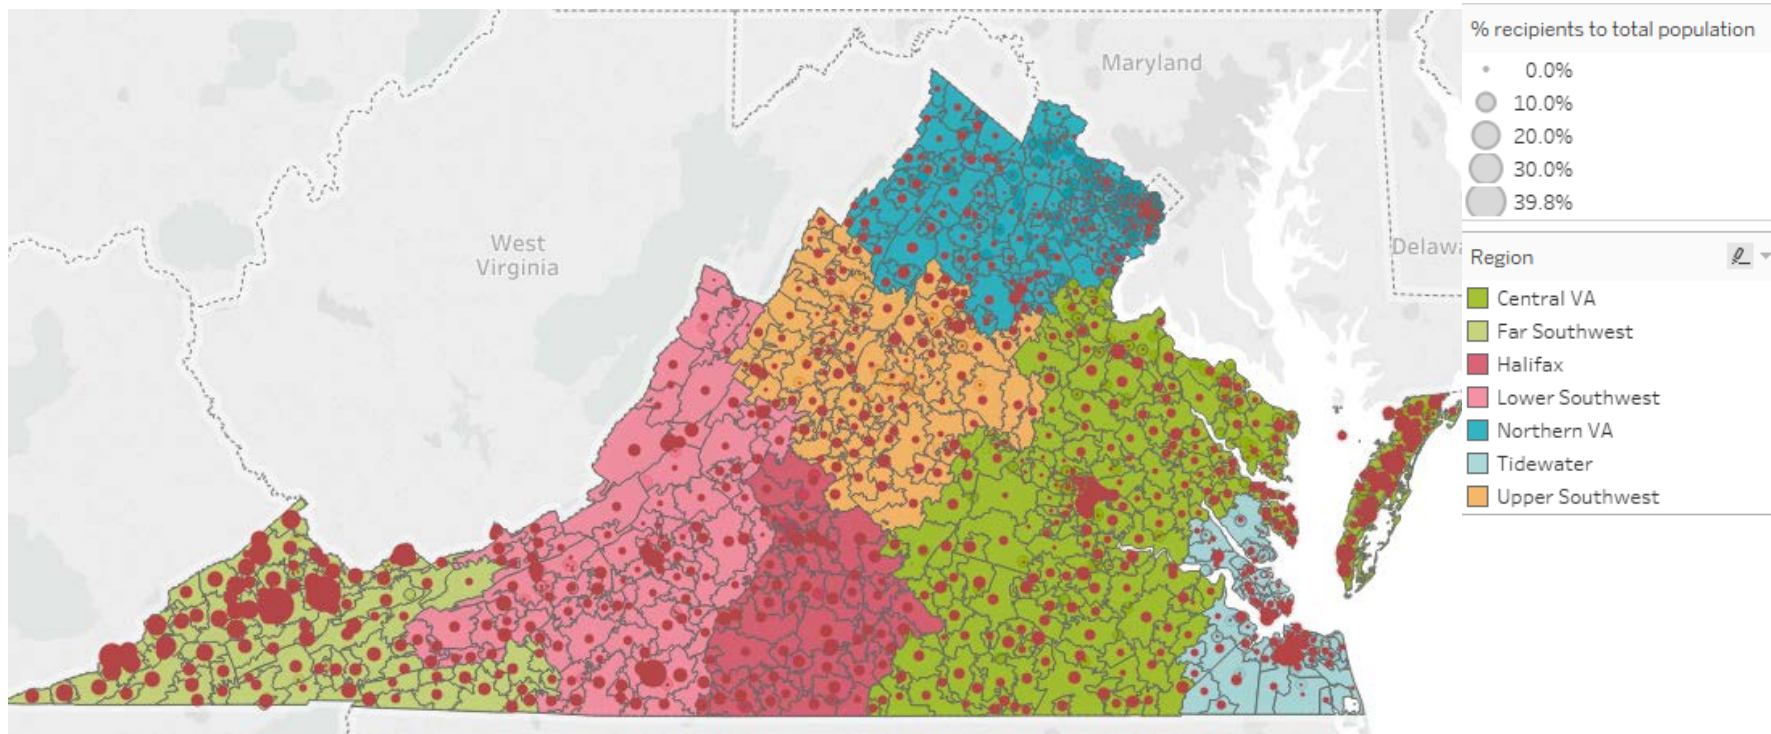 Maryland
West
Virginia
Delawa
% recipients to total population
0.0%
10.0%
20.0%
30.0%
39.8%
Region
Central VA
Far Southwest
Halifax
Lower Southwest
Northern VA
Tidewater
Upper Southwest